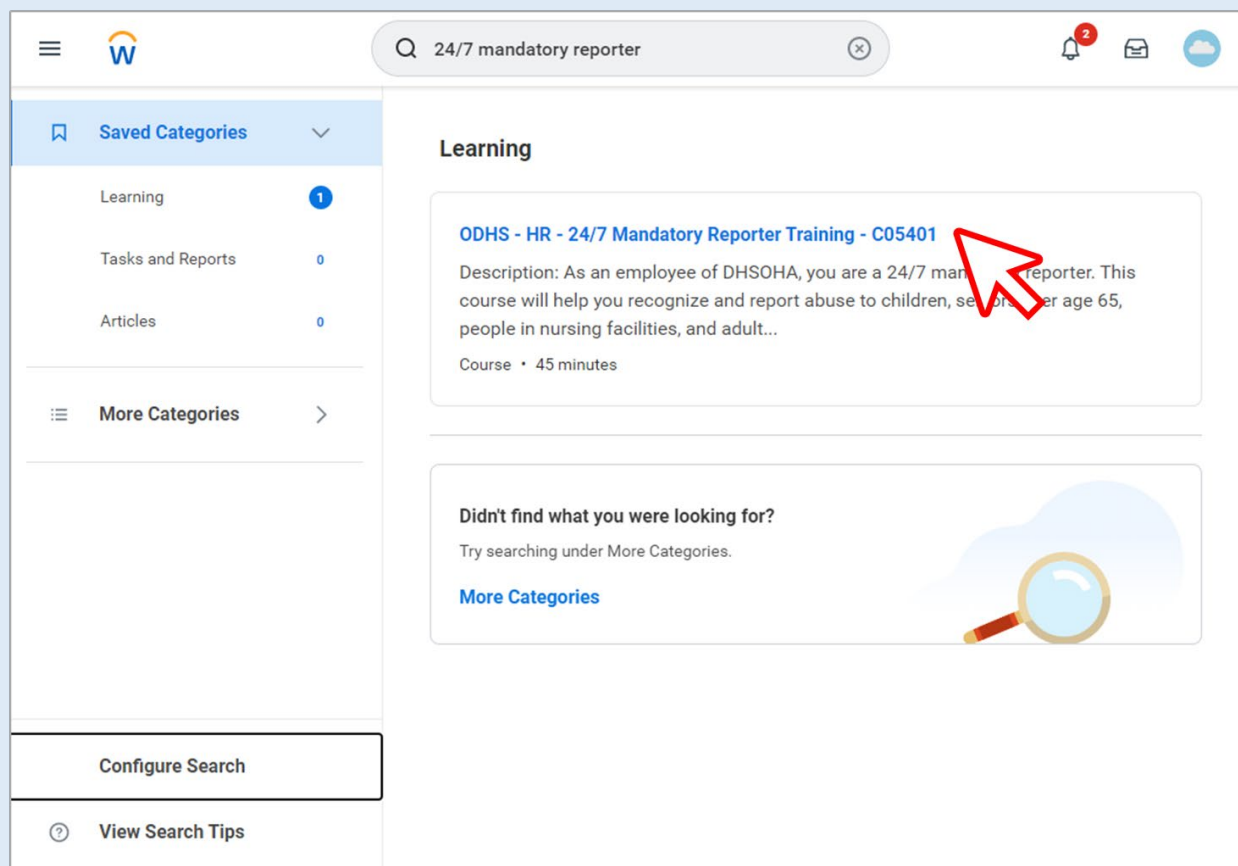 24/7 mandatory reporter
2
Saved Categories
Learning
1
Tasks and Reports
0
Articles
0
More Categories
Configure Search
View Search Tips
Learning
ODHS - HR - 24/7 Mandatory Reporter Training - C05401
Description: As an employee of DHSOHA, you are a 24/7 reporter. This
course will help you recognize and report abuse to children, age 65,
people in nursing facilities, and adult...
Course • 45 minutes
Didn't find what you were looking for?
Try searching under More Categories.
More Categories